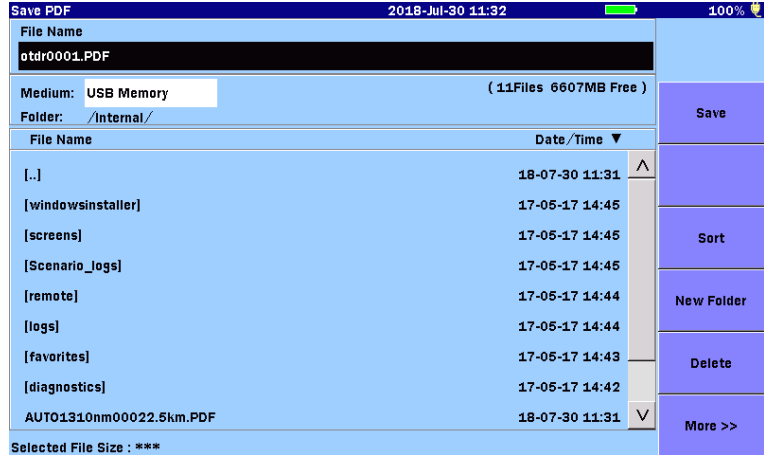 Save PDF 2018-Jul-30 11:32 100%
File Name
otdr0001.PDF
Medium: USB Memory ( 11Files 6607MB Free )
Folder: /Internal/
File Name Date/Time ▼
[..] 18-07-30 11:31
[windowsinstaller] 17-05-17 14:45
[screens] 17-05-17 14:45
[Scenario_logs] 17-05-17 14:45
[remote] 17-05-17 14:44
[logs] 17-05-17 14:44
[favorites] 17-05-17 14:43
[diagnostics] 17-05-17 14:42
AUTO1310nm00022.5km.PDF 18-07-30 11:31
Selected File Size : ***
Save
Sort
New Folder
Delete
More >>